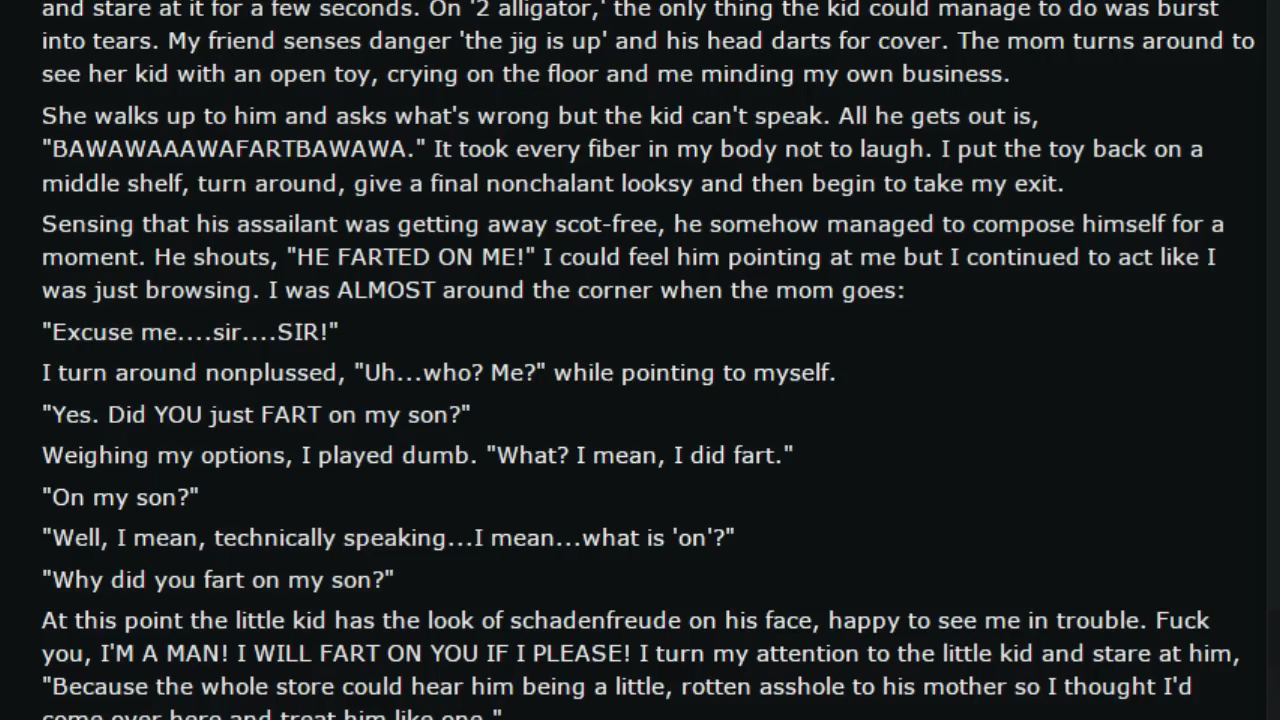 and stare at it for a few seconds. On '2 alligator,' the only thing the kid could manage to do was burst
into tears. My friend senses danger 'the jig is up' and his head darts for cover. The mom turns around to
see her kid with an open toy, crying on the floor and me minding my own business.
She walks up to him and asks what's wrong but the kid can't speak. All he gets out is,
"BAWAWAAAWAFARTBAWAWA." It took every fiber in my body not to laugh. I put the toy back on a
middle shelf, turn around, give a final nonchalant looksy and then begin to take my exit.
Sensing that his assailant was getting away scot-free, he somehow managed to compose himself for a
moment. He shouts, "HE FARTED ON ME!" I could feel him pointing at me but I continued to act like I
was just browsing. I was ALMOST around the corner when the mom goes:
"Excuse me....sir....SIR!"
I turn around nonplussed, "Uh...who? Me?" while pointing to myself.
"Yes. Did YOU just FART on my son?"
Weighing my options, I played dumb. "What? I mean, I did fart."
"On my son?"
"Well, I mean, technically speaking...I mean...what is 'on'?"
"Why did you fart on my son?"
At this point the little kid has the look of schadenfreude on his face, happy to see me in trouble. Fuck
you, I'M A MAN! I WILL FART ON YOU IF I PLEASE! I turn my attention to the little kid and stare at him,
"Because the whole store could hear him being a little, rotten asshole to his mother so I thought I'd
come over here and treat him like one."